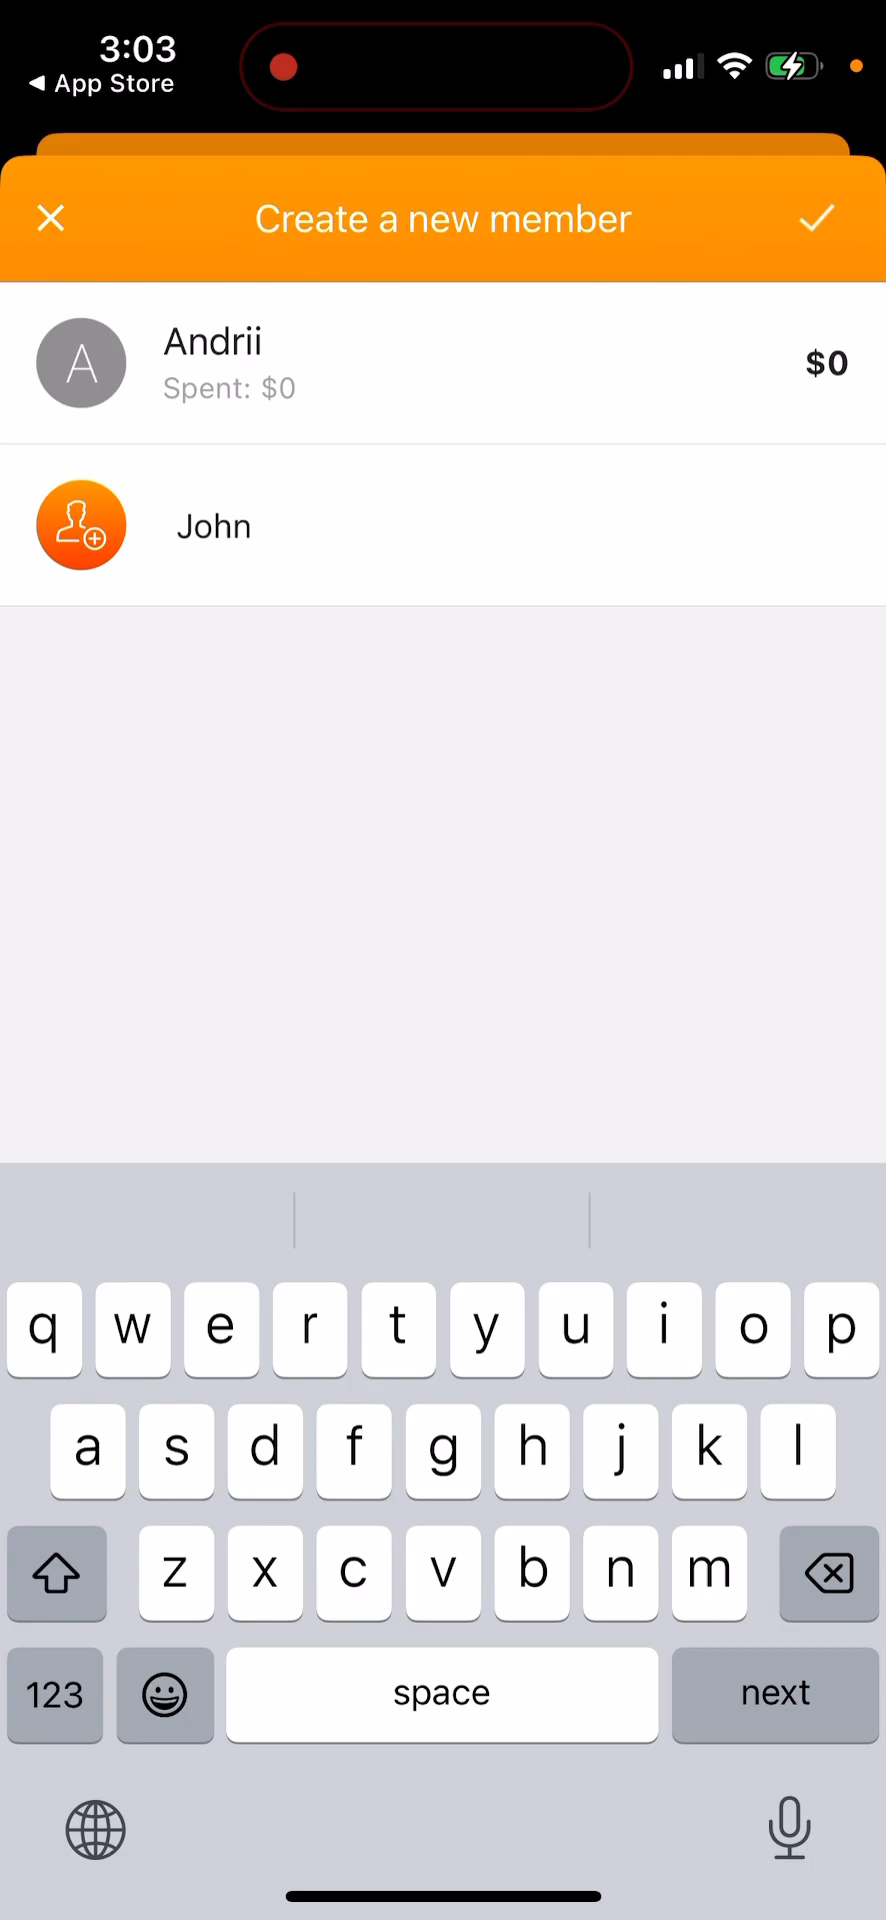 3:03
App Store
Create a new member
A
Andrii
Spent: $0
$0
John
q w e r t y u i o p
a s d f g h j k l
z x c v b n m
123
space
next